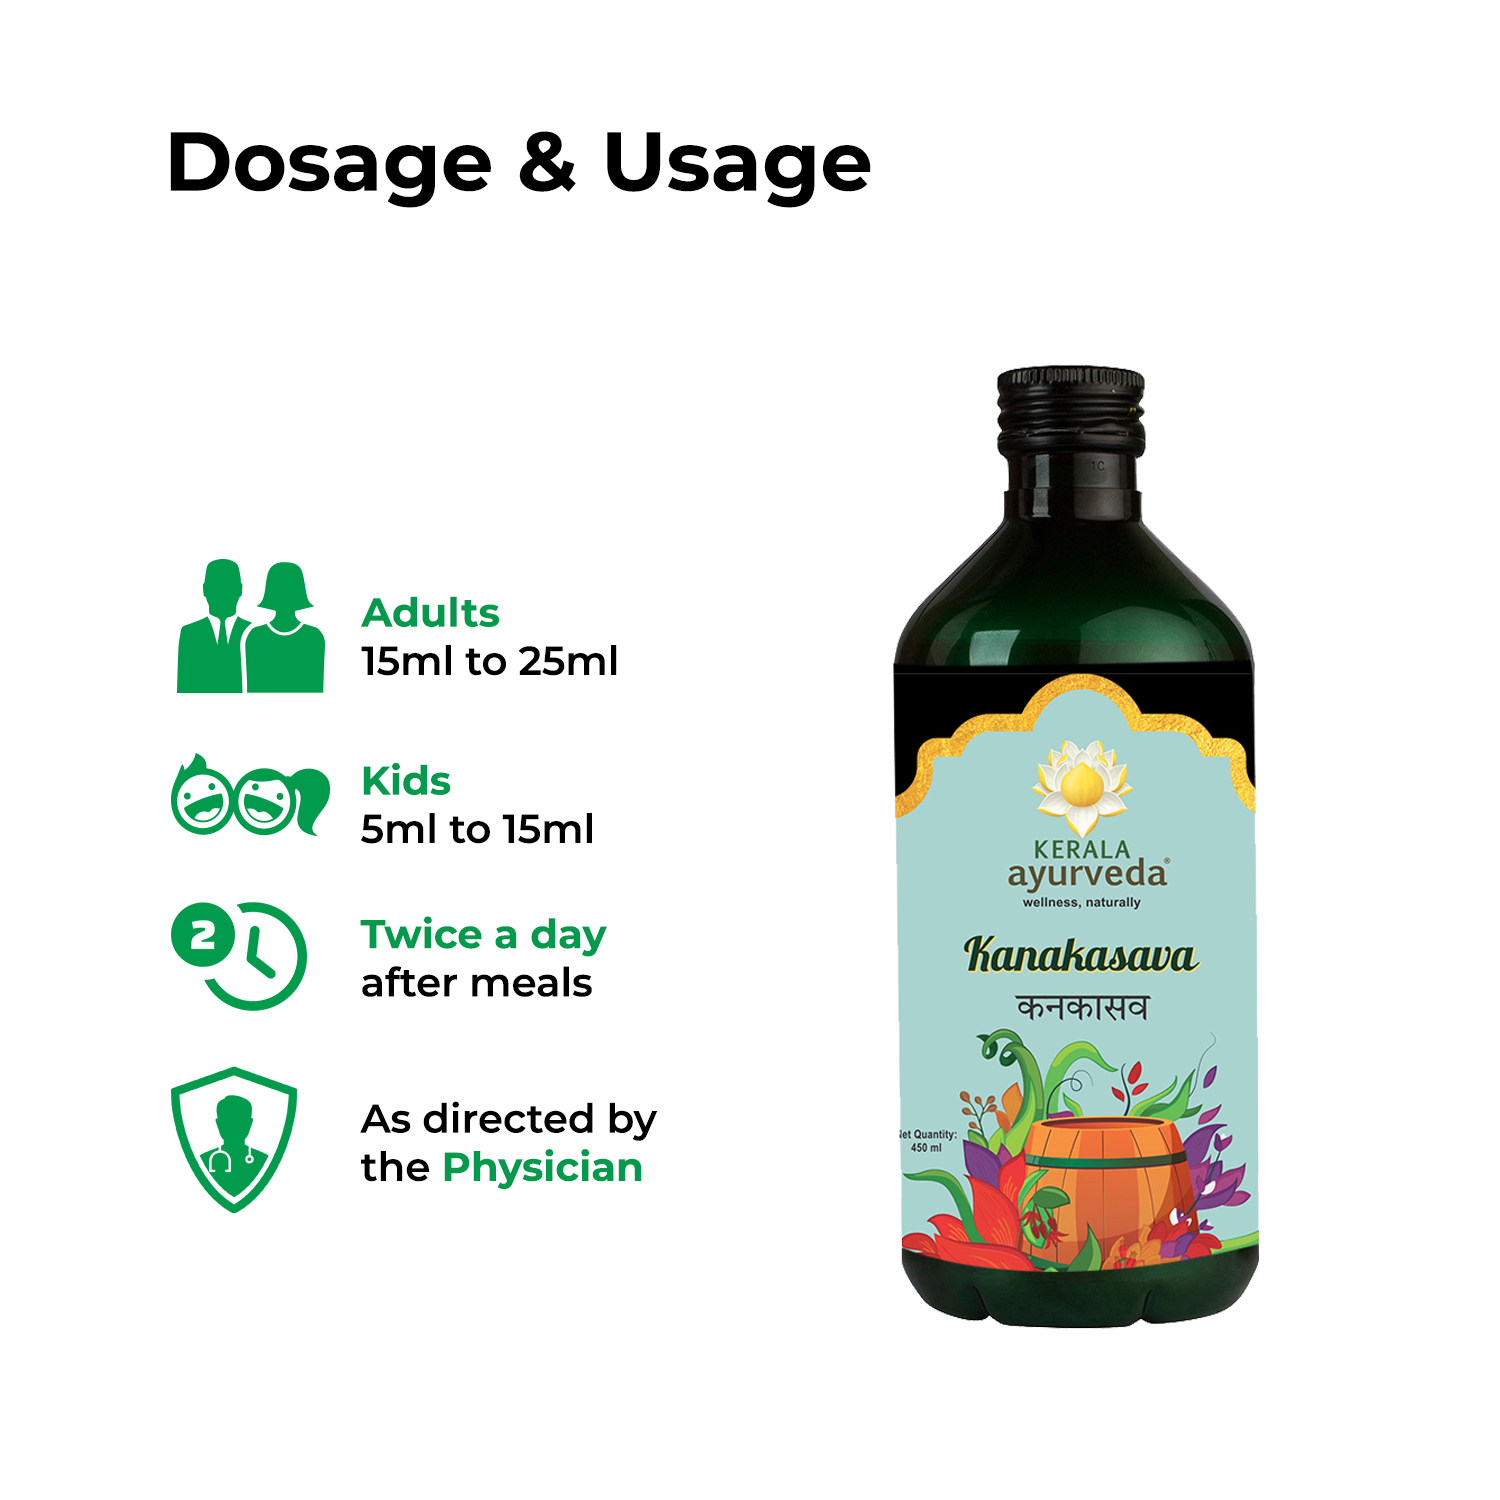 Dosage & Usage
Adults
15ml to 25ml
Kids
5ml to 15ml
2
Twice a day
after meals
As directed by
the Physician
1C
KERALA
ayurveda®
wellness, naturally
Kanakasava
कनकासव
et Quantity:
450 ml